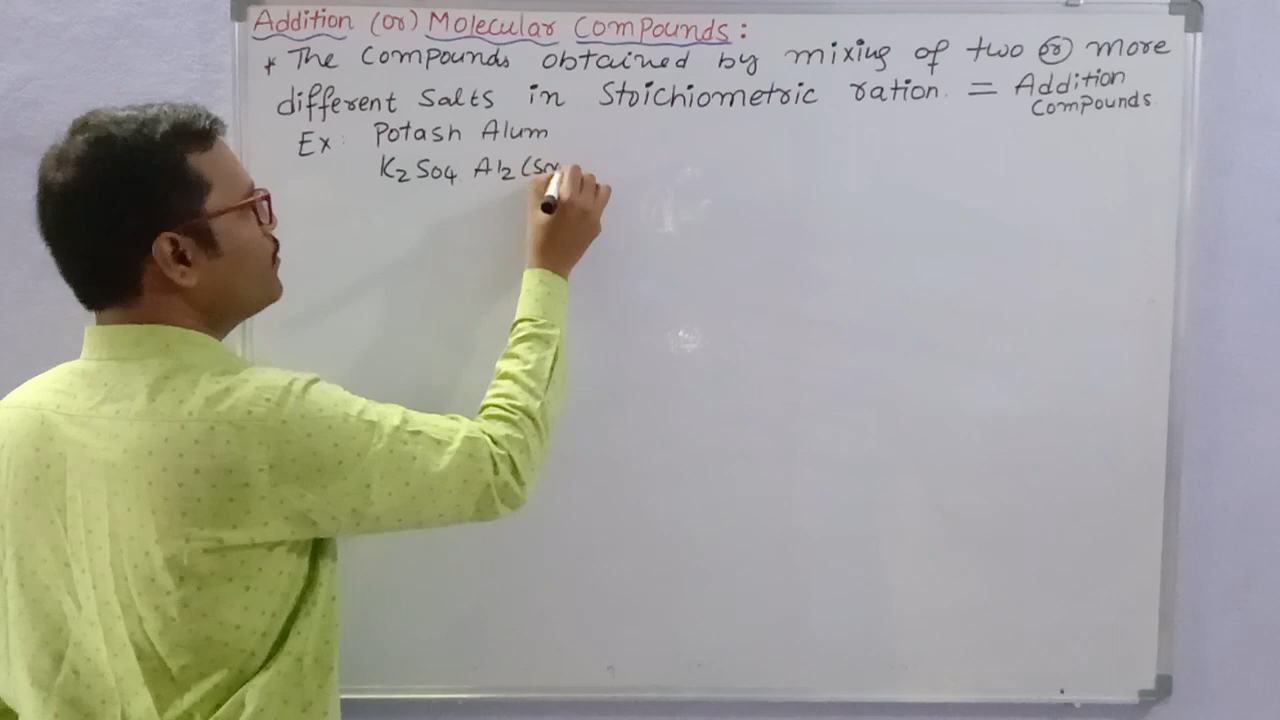 Addition (or) Molecular Compounds:
* The Compounds obtained by mixing of two (or) more
different Salts in Stoichiometric ration = Addition Compounds
Ex: Potash Alum
K2SO4 Al2(SO